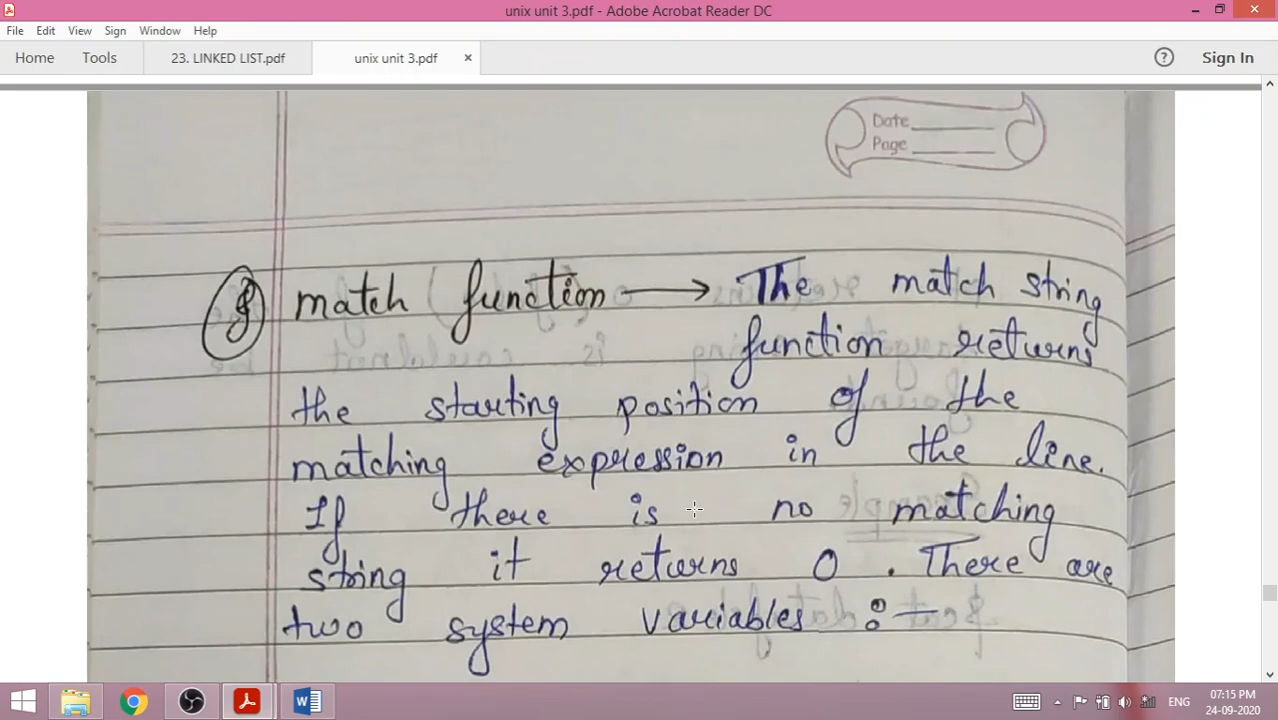 unix unit 3.pdf - Adobe Acrobat Reader DC
File Edit View Sign Window Help
Home Tools 23. LINKED LIST.pdf unix unit 3.pdf × Sign In
Date
Page
match function → The match string
function returns
the starting position of the
matching expression in the line.
If there is no matching
string it returns 0. There are
two system variables :-
ENG 07:15 PM
24-09-2020